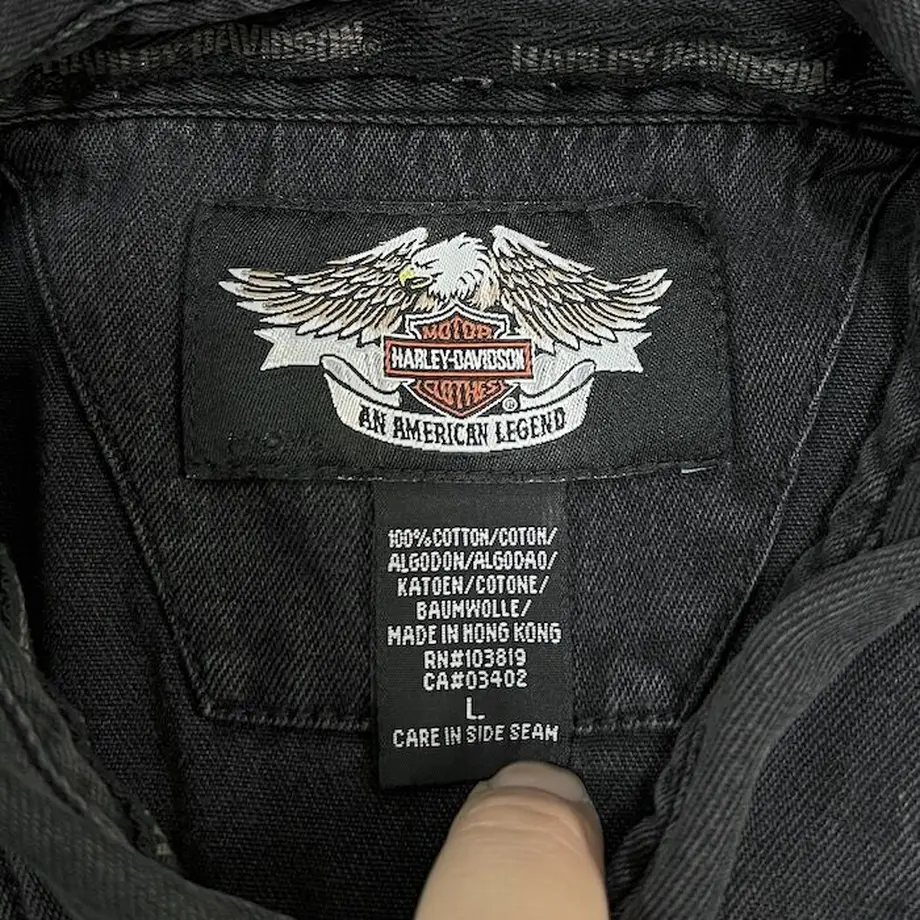 HARLEY-DAVIDSON® HARLEY-DAVIDSON
MOTOR
HARLEY-DAVIDSON
CLOTHES
®
AN AMERICAN LEGEND
100% COTTON/COTON/
ALGODON/ALGODAO/
KATOEN/COTONE/
BAUMWOLLE/
MADE IN HONG KONG
RN#103819
CA#03402
L
CARE IN SIDE SEAM